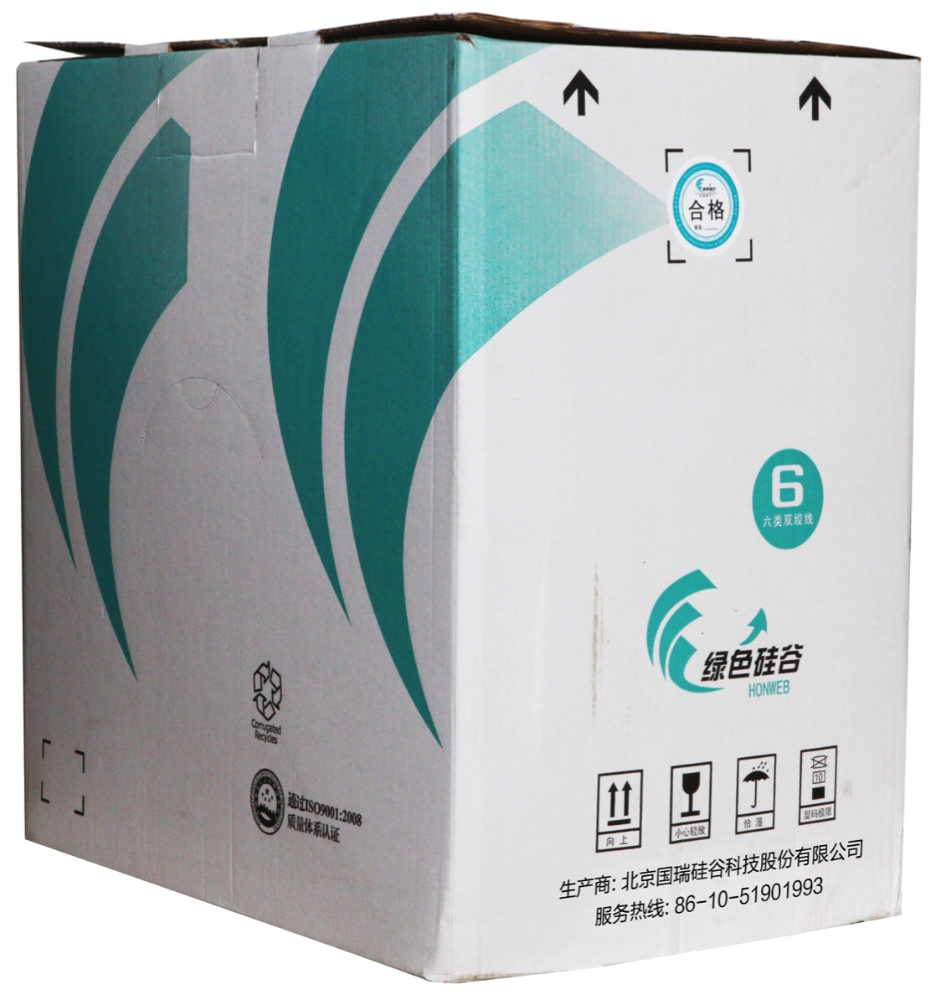 合格
6
六类双绞线
绿色硅谷
HONWEB
Corrugated
Recycles
通过ISO9001:2008
质量体系认证
向上
小心轻放
怕湿
10
层码极限
生产商: 北京国瑞硅谷科技股份有限公司
服务热线: 86-10-51901993